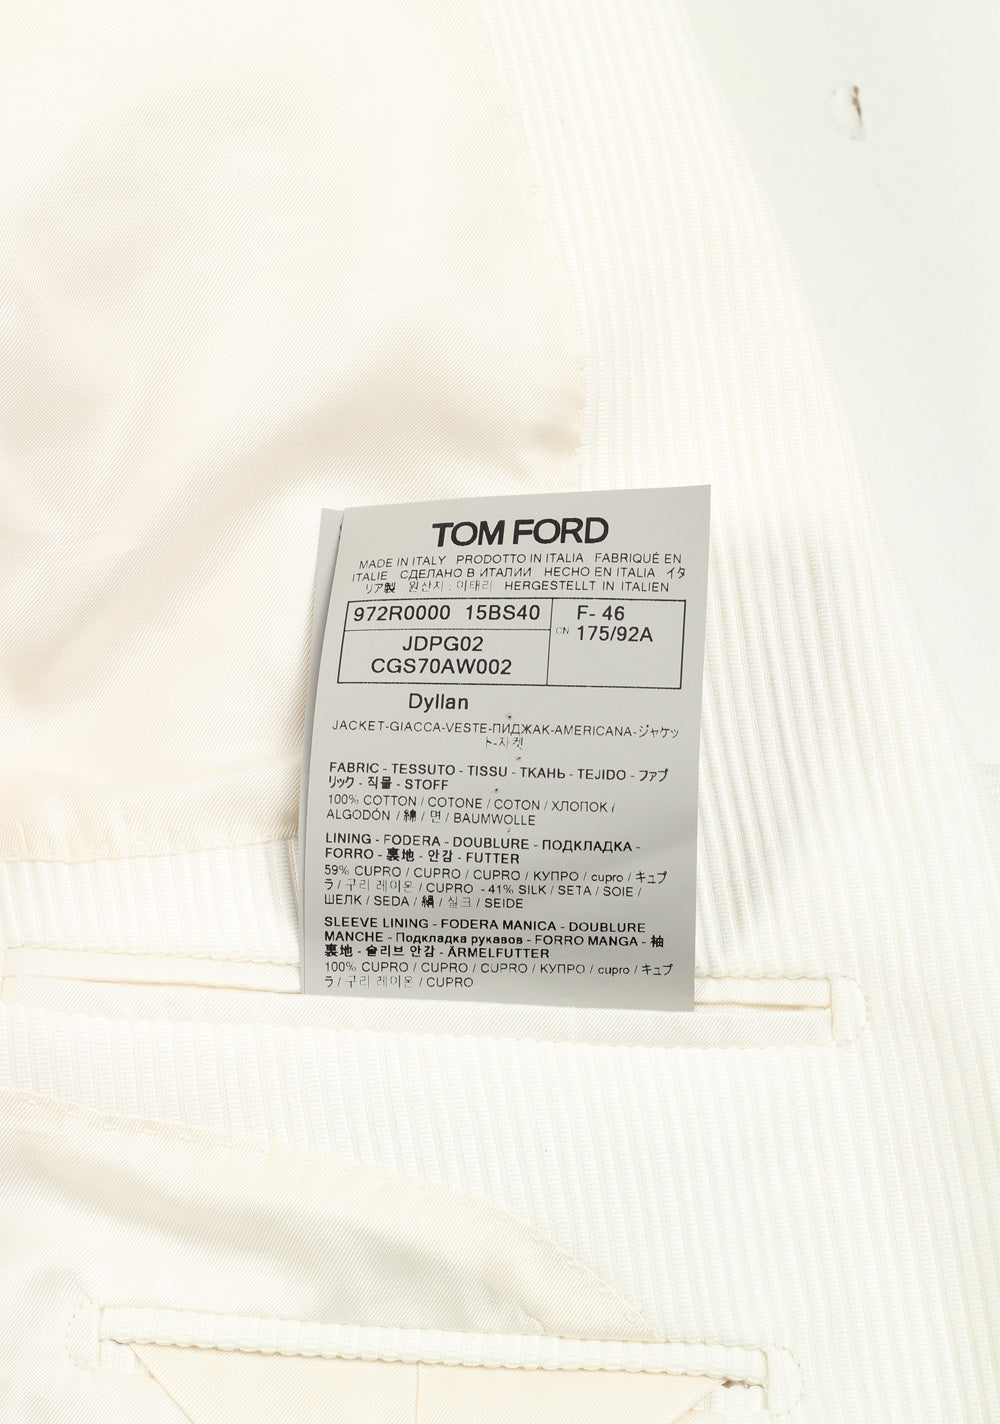 TOM FORD
MADE IN ITALY PRODOTTO IN ITALIA FABRIQUÉ EN
ITALIE СДЕЛАНО В ИТАЛИИ HECHO EN ITALIA イタ
リア製 원산지 : 이태리 HERGESTELLT IN ITALIEN
972R0000 15BS40
F- 46
CN 175/92A
JDPG02
CGS70AW002
Dyllan
JACKET-GIACCA-VESTE-ПИДЖАК-AMERICANA-ジャケッ
ト-자켓
FABRIC - TESSUTO - TISSU - ТКАНЬ - TEJIDO - ファブ
リック - 직물 - STOFF
100% COTTON / COTONE / COTON / ХЛОПОК /
ALGODÓN / 綿 / 면 / BAUMWOLLE
LINING - FODERA - DOUBLURE - ПОДКЛАДКА -
FORRO - 裏地 - 안감 - FUTTER
59% CUPRO / CUPRO / CUPRO / КУПРО / cupro / キュプ
ラ / 구리 레이온 / CUPRO - 41% SILK / SETA / SOIE /
ШЕЛК / SEDA / 絹 / 실크 / SEIDE
SLEEVE LINING - FODERA MANICA - DOUBLURE
MANCHE - Подкладка рукавов - FORRO MANGA - 袖
裏地 - 슬리브 안감 - ÄRMELFUTTER
100% CUPRO / CUPRO / CUPRO / КУПРО / cupro / キュプ
ラ / 구리 레이온 / CUPRO